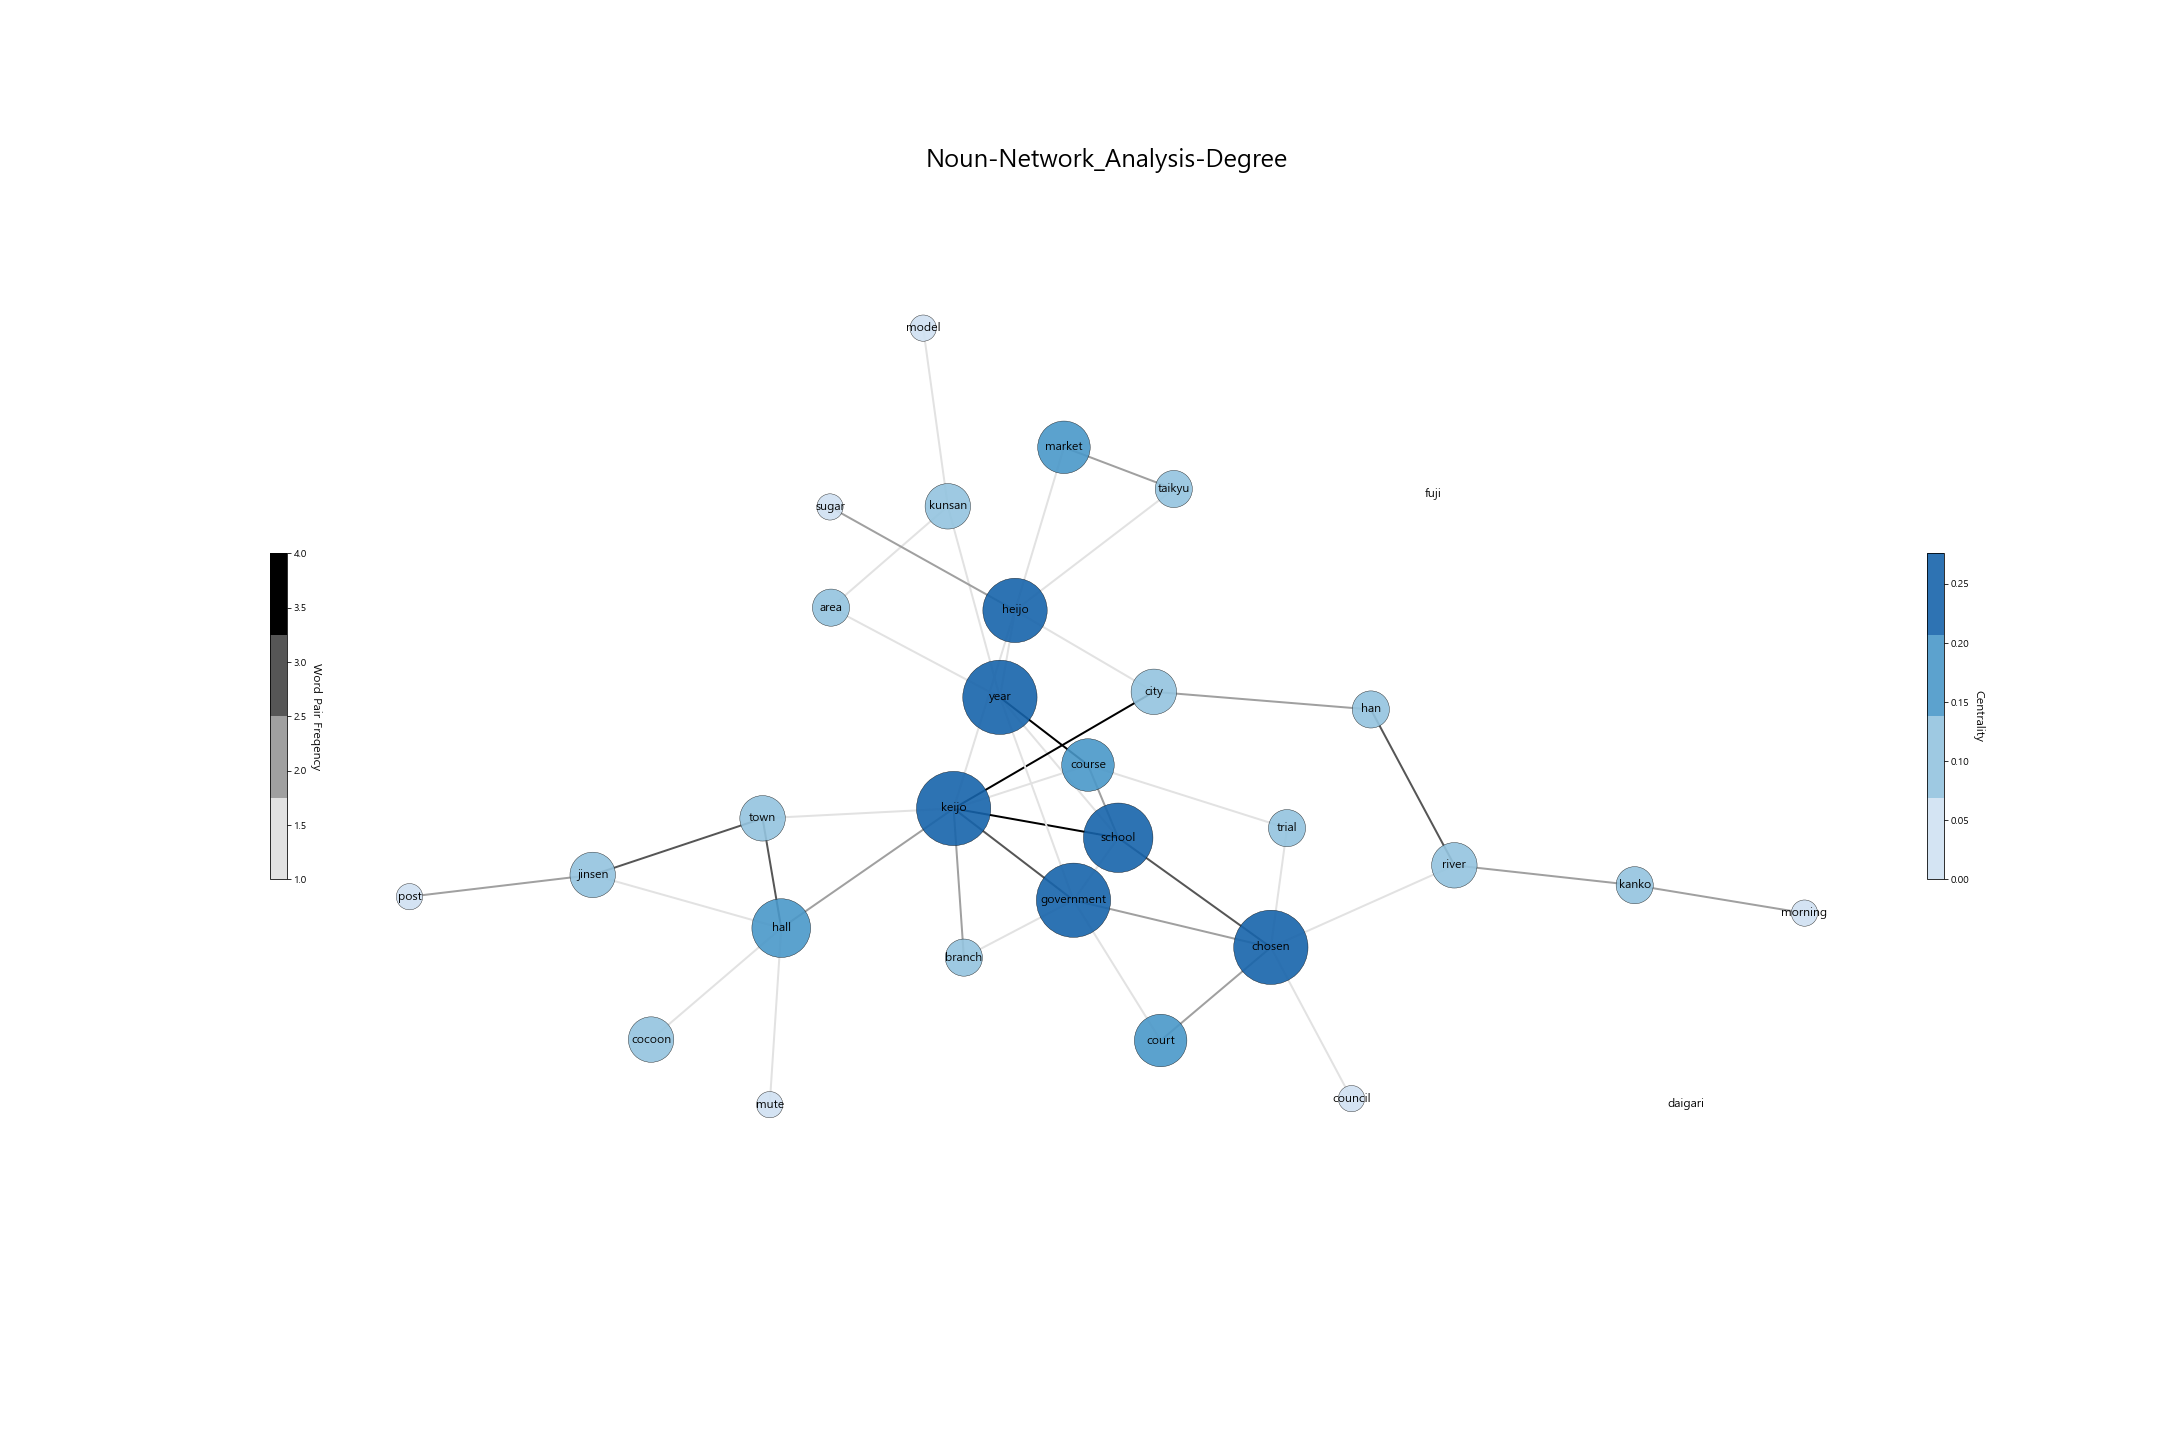 Noun-Network_Analysis-Degree
model
market
taikyu
fuji
sugar
kunsan
area
heijo
year
city
han
course
keijo
town
school
trial
jinsen
post
river
kanko
morning
hall
government
branch
chosen
cocoon
court
mute
council
daigari
4.0
3.5
3.0
2.5
2.0
1.5
1.0
Word Pair Freqency
0.25
0.20
0.15
0.10
0.05
0.00
Centrality